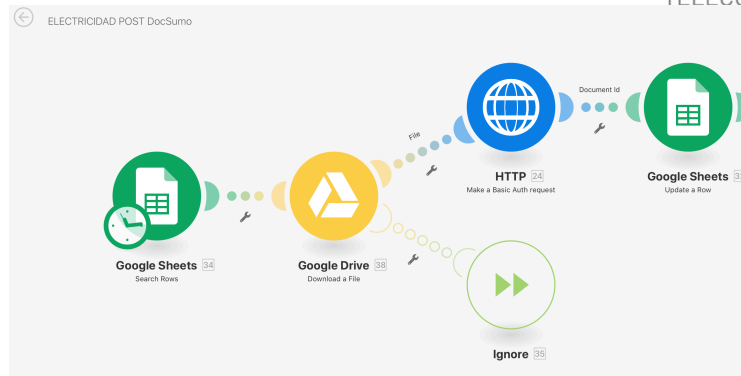 ELECTRICIDAD POST DocSumo
File
Document Id
HTTP 24
Make a Basic Auth request
Google Sheets
Update a Row
Google Sheets 34
Search Rows
Google Drive 38
Download a File
Ignore 35